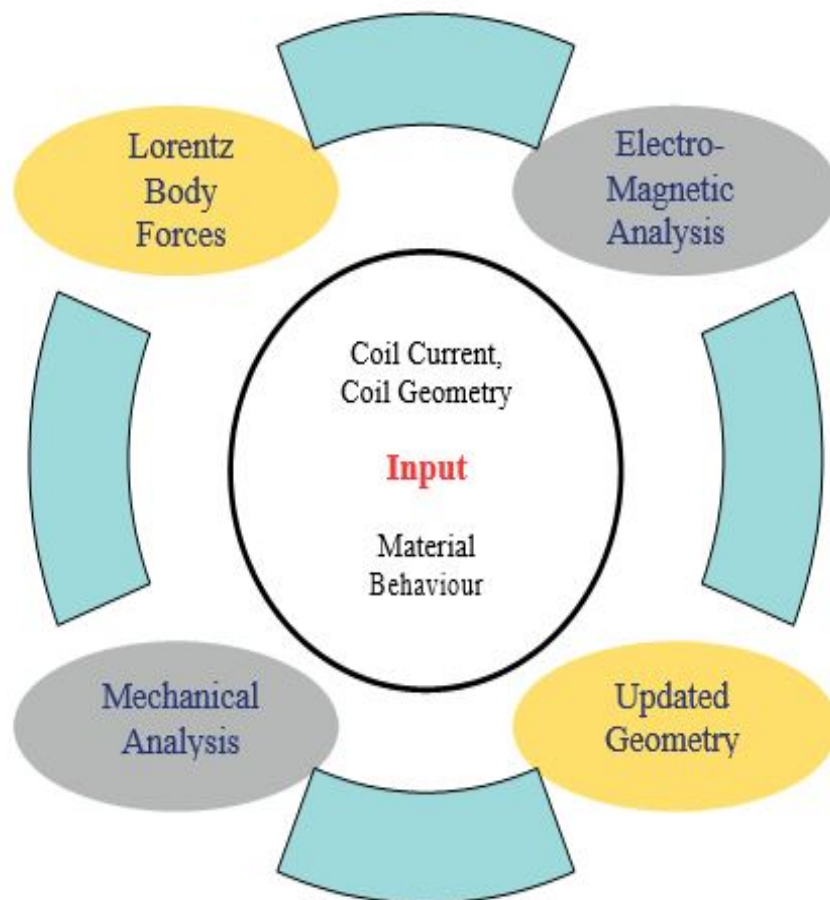 Lorentz
Body
Forces
Electro-
Magnetic
Analysis
Coil Current,
Coil Geometry
Input
Material
Behaviour
Mechanical
Analysis
Updated
Geometry